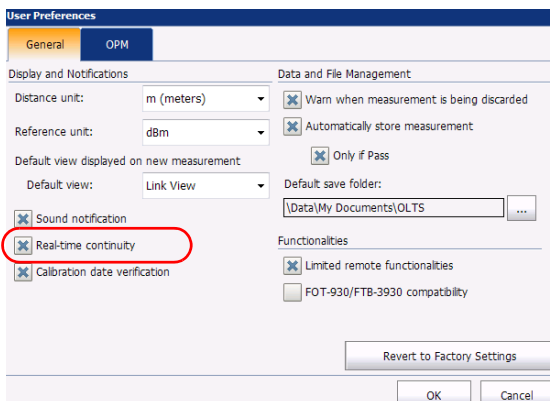 User Preferences
General
OPM
Display and Notifications
Distance unit:
m (meters)
Reference unit:
dBm
Default view displayed on new measurement
Default view:
Link View
Sound notification
Real-time continuity
Calibration date verification
Data and File Management
Warn when measurement is being discarded
Automatically store measurement
Only if Pass
Default save folder:
\Data\My Documents\OLTS
...
Functionalities
Limited remote functionalities
FOT-930/FTB-3930 compatibility
Revert to Factory Settings
OK
Cancel